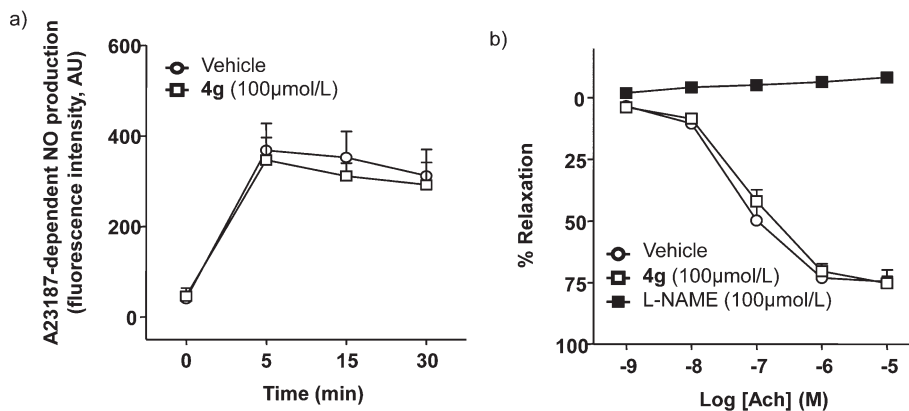 a)
A23187-dependent NO production
(fluorescence intensity, AU)
600
400
200
0
Vehicle
4g (100µmol/L)
0 5 15 30
Time (min)
b)
% Relaxation
0
25
50
75
100
Vehicle
4g (100µmol/L)
L-NAME (100µmol/L)
-9 -8 -7 -6 -5
Log [Ach] (M)